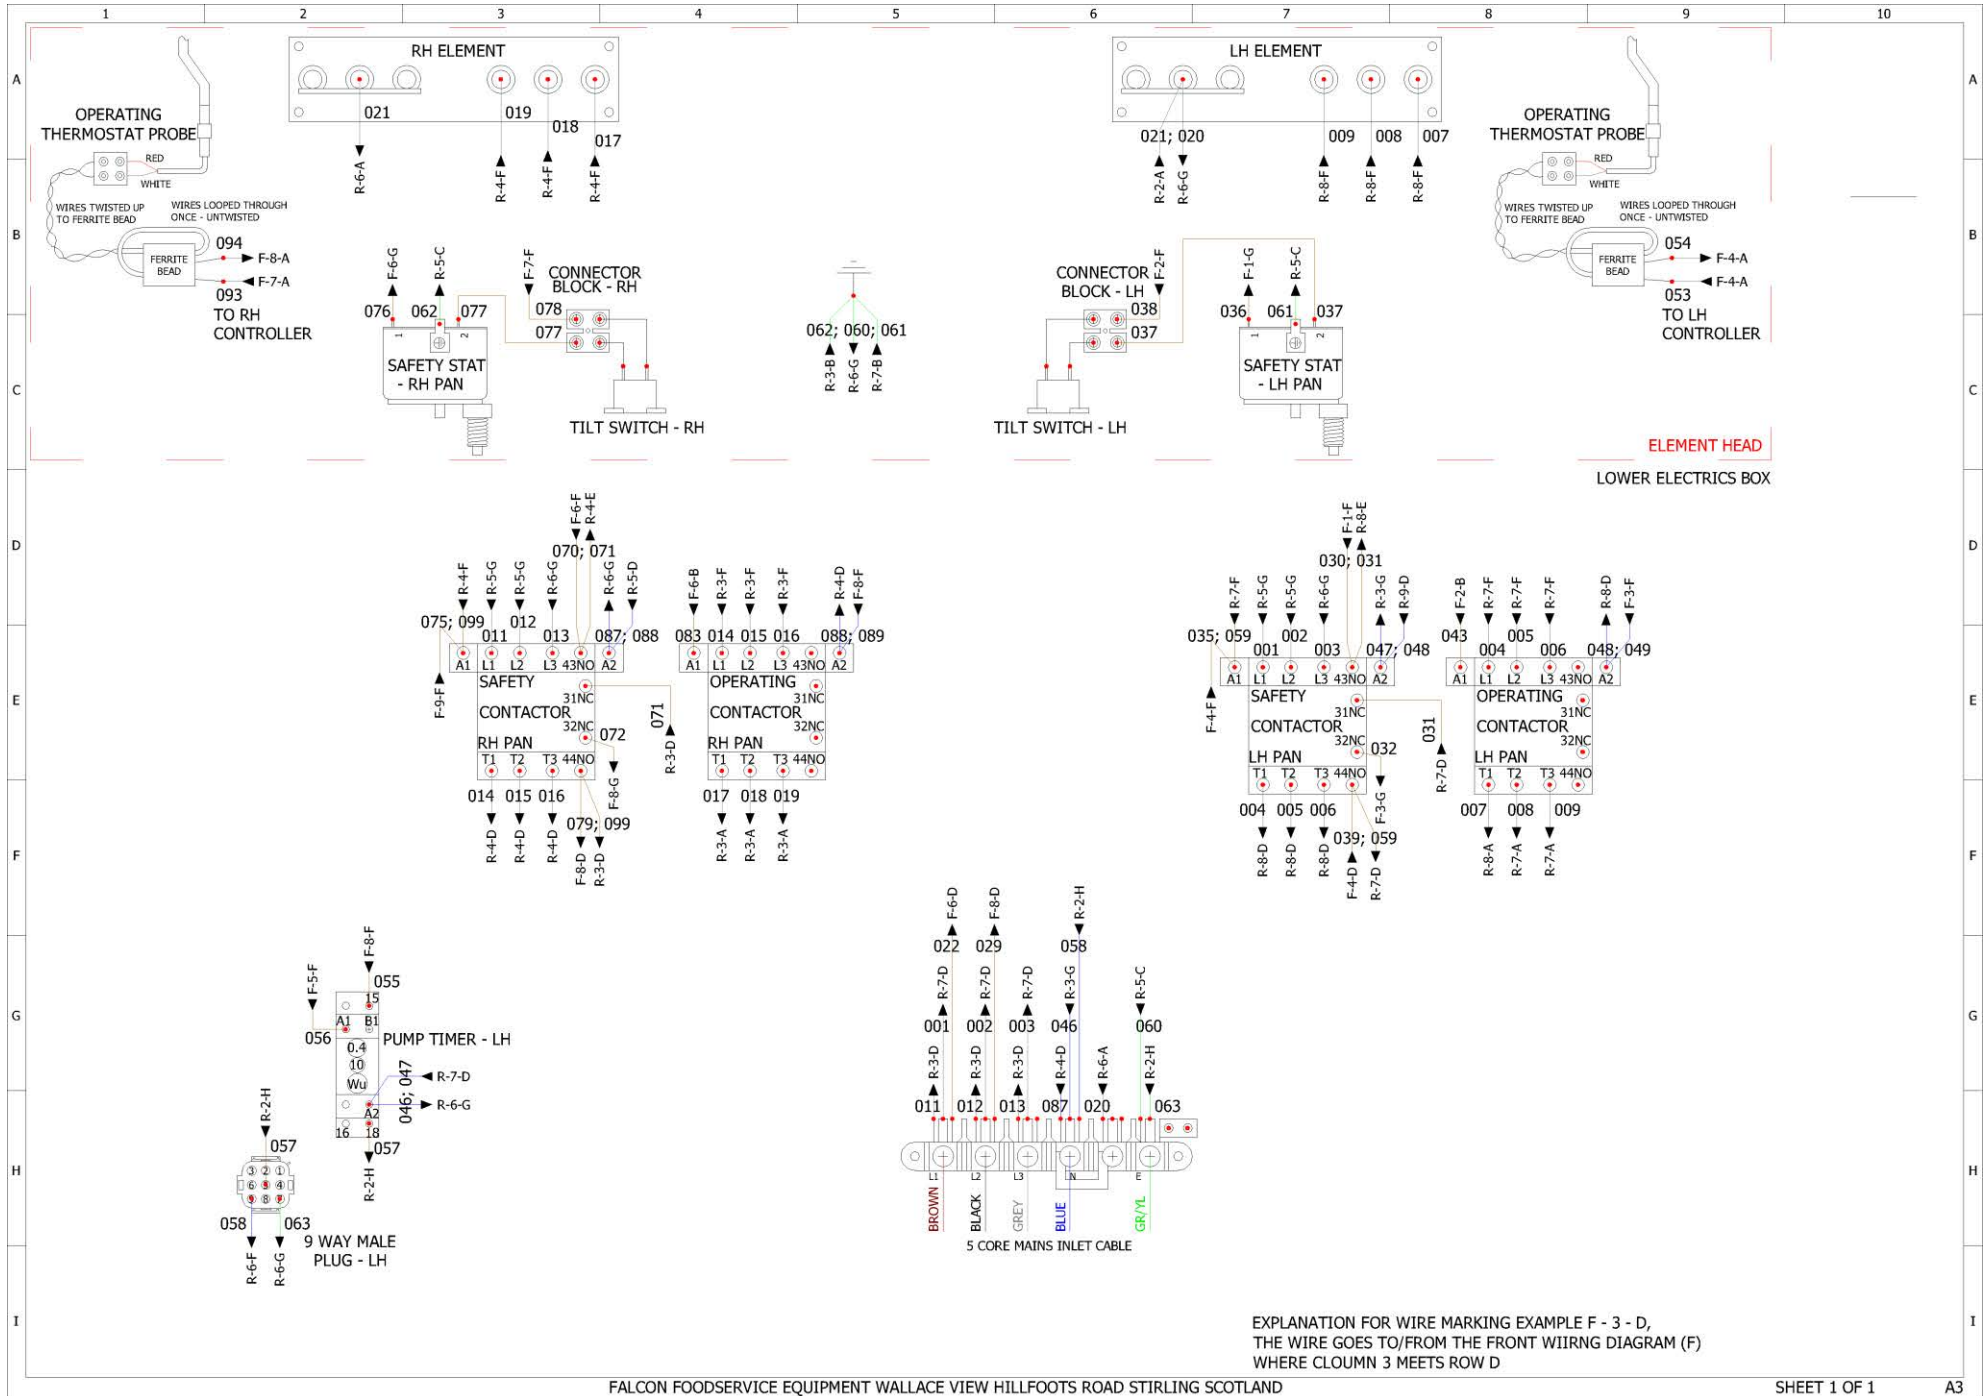 1 2 3 4 5 6 7 8 9 10
A
RH ELEMENT
LH ELEMENT
A
OPERATING
THERMOSTAT PROBE
021
019
018
017
OPERATING
THERMOSTAT PROBE
021; 020
009
008
007
RED
WHITE
R-6-A
R-4-F
R-4-F
R-4-F
R-2-A
R-6-G
R-8-F
R-8-F
R-8-F
RED
WHITE
WIRES TWISTED UP
TO FERRITE BEAD
WIRES LOOPED THROUGH
ONCE - UNTWISTED
WIRES TWISTED UP
TO FERRITE BEAD
WIRES LOOPED THROUGH
ONCE - UNTWISTED
B
B
094
F-8-A
F-7-A
FERRITE
BEAD
093
TO RH
CONTROLLER
F-6-G
R-5-C
F-7-F
CONNECTOR
BLOCK - RH
076
062
077
078
077
1
2
SAFETY STAT
- RH PAN
TILT SWITCH - RH
062; 060; 061
R-3-B
R-6-G
R-7-B
CONNECTOR
BLOCK - LH
F-2-F
038
037
TILT SWITCH - LH
F-1-G
R-5-C
036
061
037
1
2
SAFETY STAT
- LH PAN
054
F-4-A
F-4-A
FERRITE
BEAD
053
TO LH
CONTROLLER
C
C
ELEMENT HEAD
LOWER ELECTRICS BOX
D
D
F-6-F
R-4-E
070; 071
R-4-F
R-5-G
R-5-G
R-6-G
R-6-G
R-5-D
075; 099
011
012
013
087; 088
A1 L1 L2 L3 43NO A2
SAFETY
31NC
CONTACTOR
32NC
RH PAN
T1 T2 T3 44NO
F-9-F
071
R-3-D
072
F-8-G
014 015 016
079; 099
R-4-D
R-4-D
R-4-D
F-8-D
R-3-D
F-6-B
R-3-F
R-3-F
R-3-F
R-4-D
F-8-F
083 014 015 016 088; 089
A1 L1 L2 L3 43NO A2
OPERATING
31NC
CONTACTOR
32NC
RH PAN
T1 T2 T3 44NO
017 018 019
R-3-A
R-3-A
R-3-A
F-1-F
R-8-E
030; 031
R-7-F
R-5-G
R-5-G
R-6-G
R-3-G
R-9-D
035; 059
001
002
003
047; 048
A1 L1 L2 L3 43NO A2
SAFETY
31NC
CONTACTOR
32NC
LH PAN
T1 T2 T3 44NO
F-4-F
031
R-7-D
032
F-3-G
004 005 006
039; 059
R-8-D
R-8-D
R-8-D
F-4-D
R-7-D
F-2-B
R-7-F
R-7-F
R-7-F
R-8-D
F-3-F
043
004
005
006
048; 049
A1 L1 L2 L3 43NO A2
OPERATING
31NC
CONTACTOR
32NC
LH PAN
T1 T2 T3 44NO
007 008 009
R-8-A
R-7-A
R-7-A
E
E
F
F
F-5-F
F-8-F
055
15
A1 B1
056
PUMP TIMER - LH
0.4
10
Wu
046; 047
R-7-D
R-6-G
A2
16 18
057
R-2-H
R-2-H
057
3 2 1
6 5 4
9 8 7
058
063
R-6-F
R-6-G
9 WAY MALE
PLUG - LH
G
G
F-6-D
F-8-D
R-2-H
022 029 058
R-7-D
R-7-D
R-7-D
R-3-G
R-5-C
001 002 003 046 060
R-3-D
R-3-D
R-3-D
R-4-D
R-6-A
R-2-H
011 012 013 087 020 063
L1 L2 L3 N E
BROWN
BLACK
GREY
BLUE
GR/YL
5 CORE MAINS INLET CABLE
H
H
I
I
EXPLANATION FOR WIRE MARKING EXAMPLE F - 3 - D,
THE WIRE GOES TO/FROM THE FRONT WIIRNG DIAGRAM (F)
WHERE CLOUMN 3 MEETS ROW D
FALCON FOODSERVICE EQUIPMENT WALLACE VIEW HILLFOOTS ROAD STIRLING SCOTLAND
SHEET 1 OF 1 A3